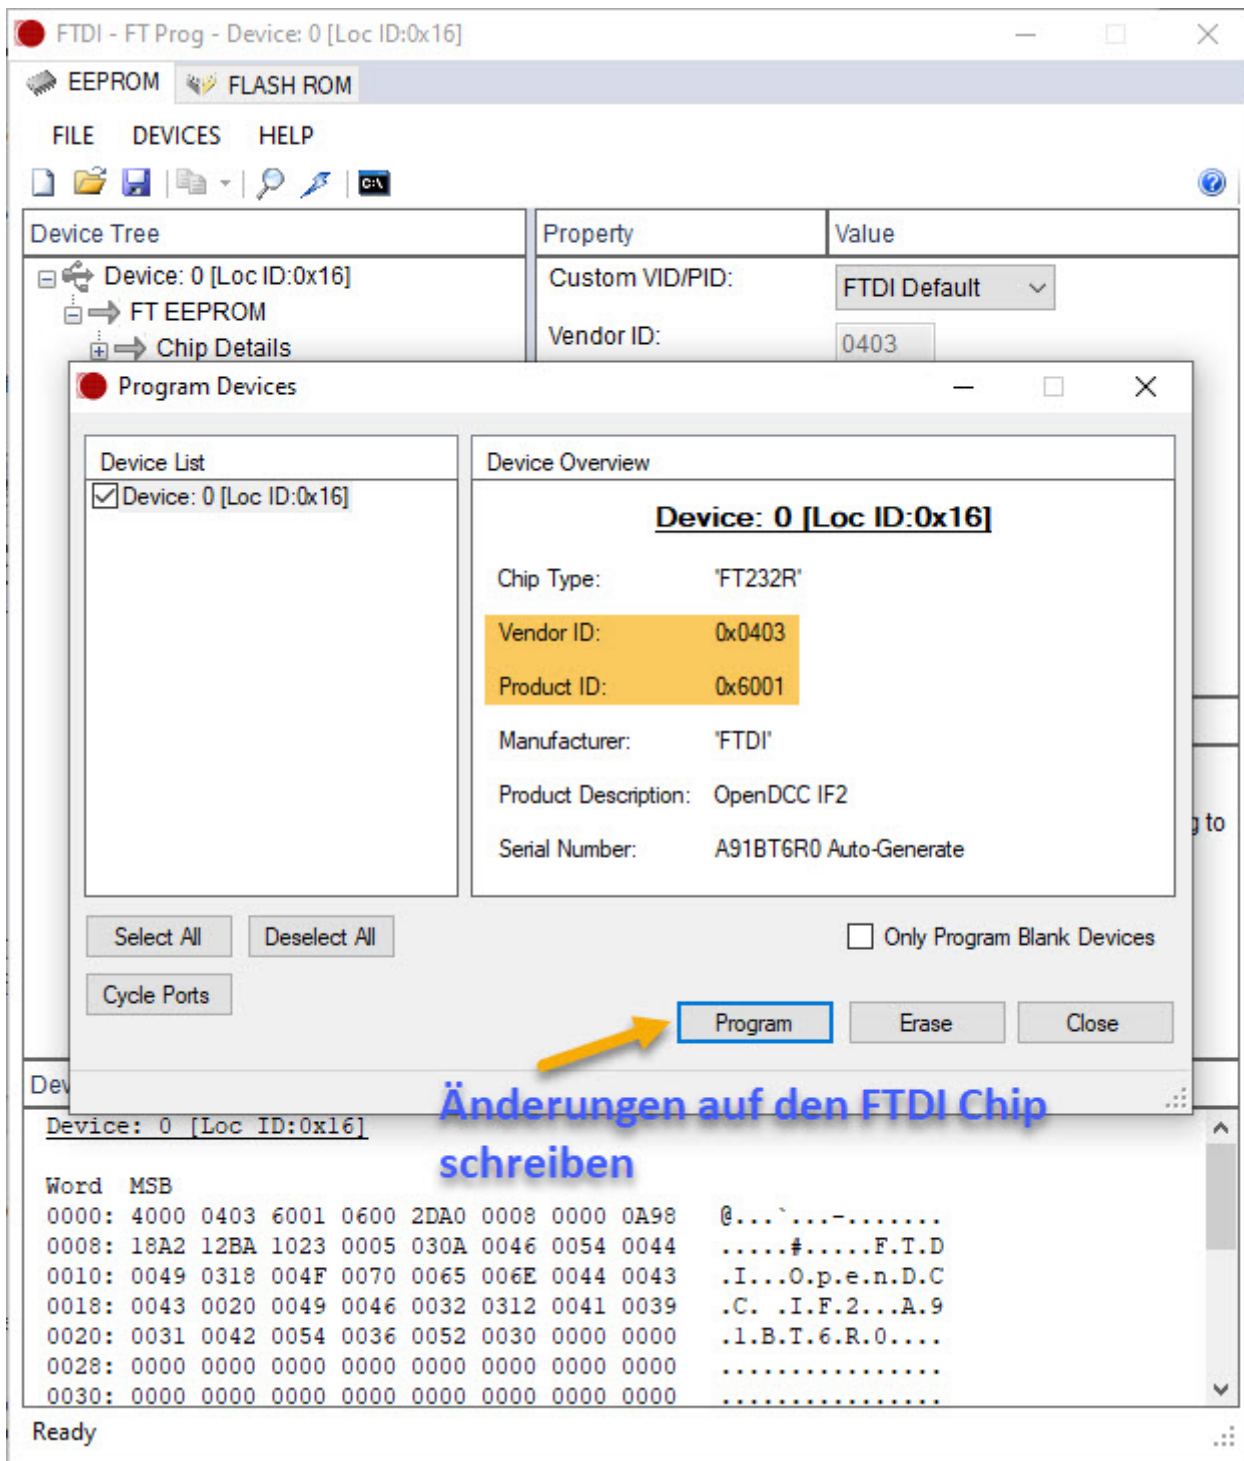 FTDI - FT Prog - Device: 0 [Loc ID:0x16]
EEPROM FLASH ROM
FILE DEVICES HELP
C:\
Device Tree Property Value
Device: 0 [Loc ID:0x16] Custom VID/PID: FTDI Default
FT EEPROM
Chip Details Vendor ID: 0403
Program Devices
Device List Device Overview
Device: 0 [Loc ID:0x16]
Device: 0 [Loc ID:0x16]
Chip Type: 'FT232R'
Vendor ID: 0x0403
Product ID: 0x6001
Manufacturer: 'FTDI'
Product Description: OpenDCC IF2
Serial Number: A91BT6R0 Auto-Generate
to
Select All Deselect All Only Program Blank Devices
Cycle Ports
Program Erase Close
Änderungen auf den FTDI Chip
schreiben
Dev
Device: 0 [Loc ID:0x16]
Word MSB
0000: 4000 0403 6001 0600 2DA0 0008 0000 0A98 @...`...-.......
0008: 18A2 12BA 1023 0005 030A 0046 0054 0044 .....#.....F.T.D
0010: 0049 0318 004F 0070 0065 006E 0044 0043 .I...O.p.e.n.D.C
0018: 0043 0020 0049 0046 0032 0312 0041 0039 .C. .I.F.2...A.9
0020: 0031 0042 0054 0036 0052 0030 0000 0000 .1.B.T.6.R.0....
0028: 0000 0000 0000 0000 0000 0000 0000 0000 ................
0030: 0000 0000 0000 0000 0000 0000 0000 0000 ................
Ready